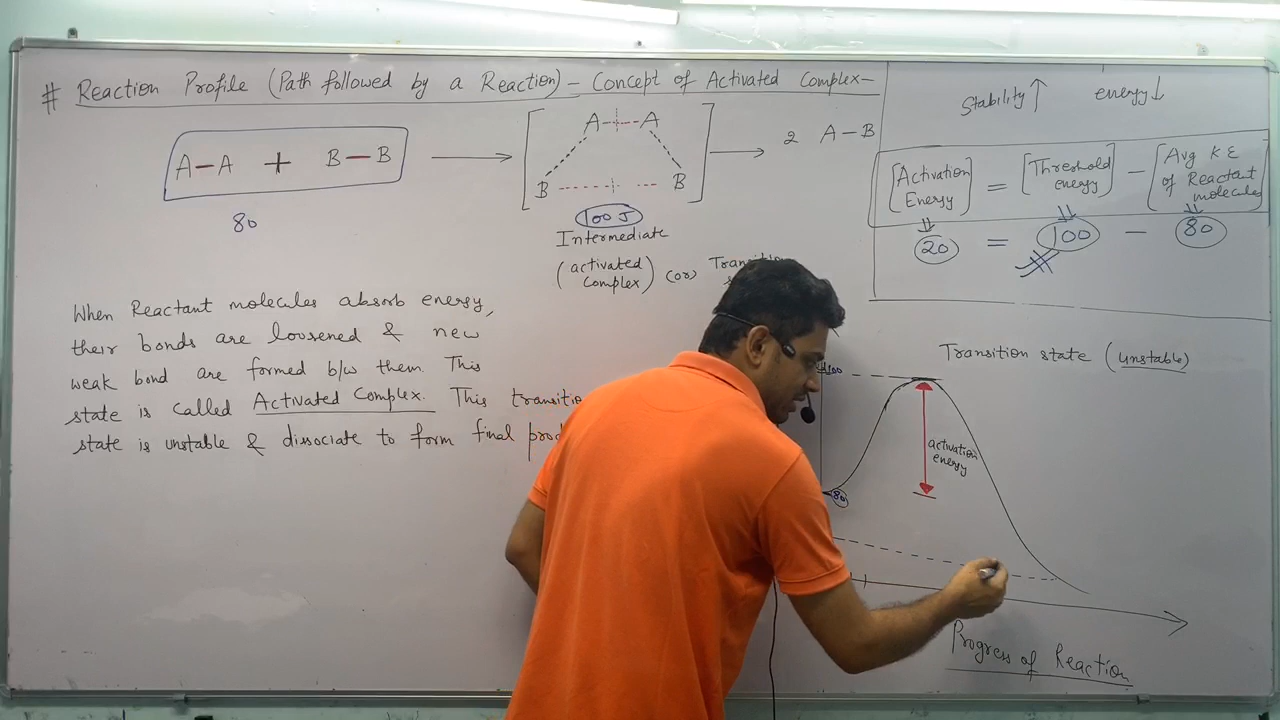 # Reaction Profile (Path followed by a Reaction) – Concept of Activated Complex–
A–A + B–B
80
A A
B B
100 J
Intermediate
(activated complex) (or)
2 A–B
When Reactant molecules absorb energy,
their bonds are loosened & new
weak bond are formed b/w them. This
state is called Activated Complex. This
state is unstable & dissociate to form final
Stability ↑ energy ↓
[Activation Energy] = [Threshold energy] – [Avg K E of Reactant molecules]
20 = 100 – 80
Transition state (unstable)
100
activation
energy
80
Progress of Reaction